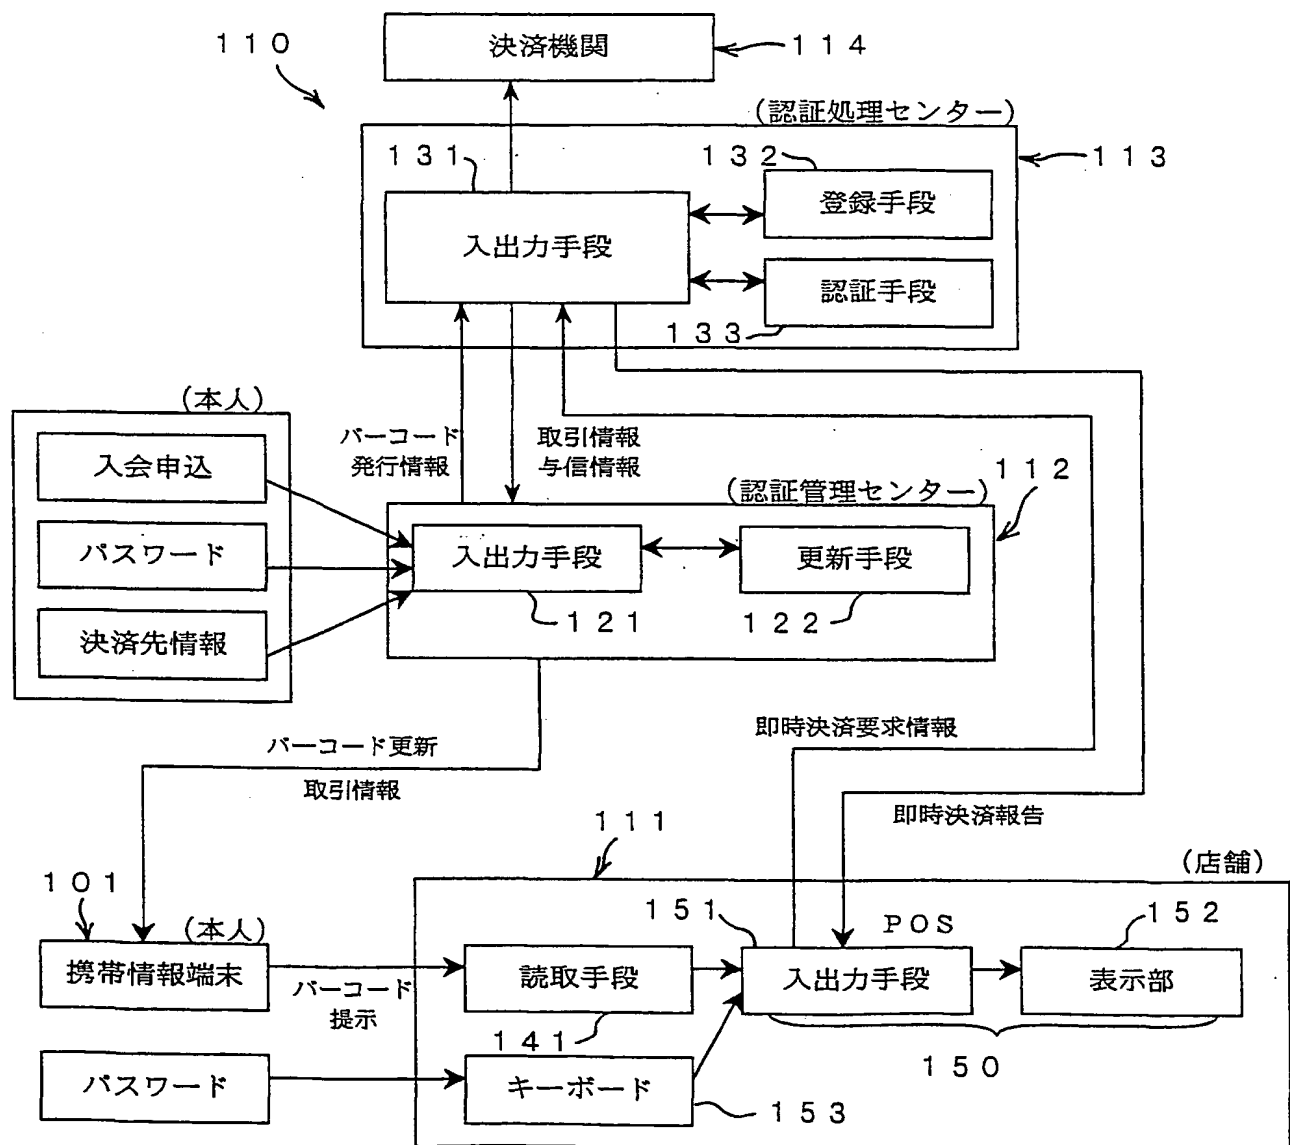 110
決済機関
114
(認証処理センター)
131
132
113
登録手段
入出力手段
認証手段
133
(本人)
入会申込
パスワード
決済先情報
バーコード
発行情報
取引情報
与信情報
112
(認証管理センター)
入出力手段
更新手段
121
122
バーコード更新
取引情報
即時決済要求情報
即時決済報告
111
(店舗)
101
(本人)
携帯情報端末
バーコード
提示
読取手段
141
151
POS
152
入出力手段
表示部
150
パスワード
キーボード
153